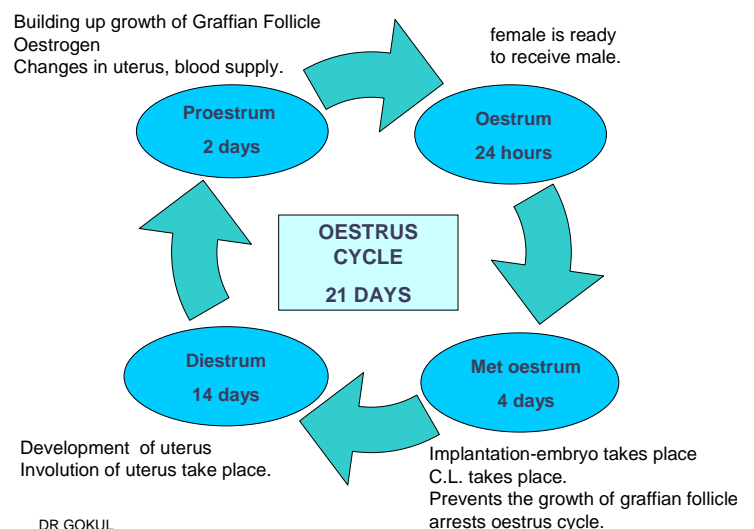 Building up growth of Graffian Follicle
Oestrogen
Changes in uterus, blood supply.
female is ready
to receive male.
Proestrum
2 days
Oestrum
24 hours
OESTRUS
CYCLE
21 DAYS
Diestrum
14 days
Met oestrum
4 days
Development of uterus
Involution of uterus take place.
Implantation-embryo takes place
C.L. takes place.
Prevents the growth of graffian follicle
arrests oestrus cycle.
DR GOKUL